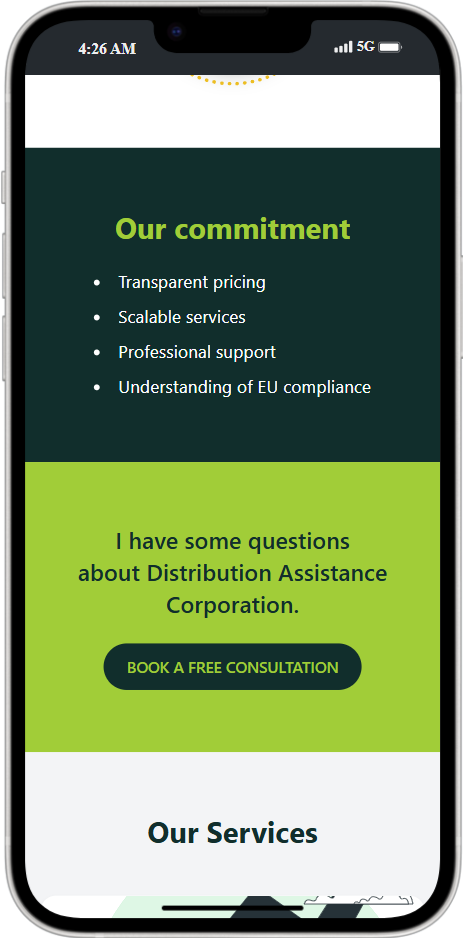 4:26 AM 5G
Our commitment
Transparent pricing
Scalable services
Professional support
Understanding of EU compliance
I have some questions
about Distribution Assistance
Corporation.
BOOK A FREE CONSULTATION
Our Services